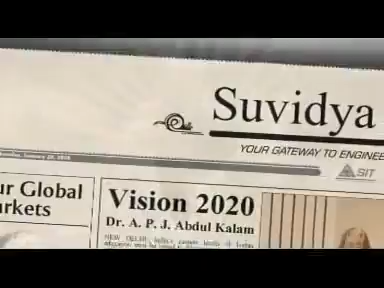 Suvidya
YOUR GATEWAY TO ENGINEE
SIT
ur Global
rkets
Vision 2020
Dr. A. P. J. Abdul Kalam
NEW DELHI: